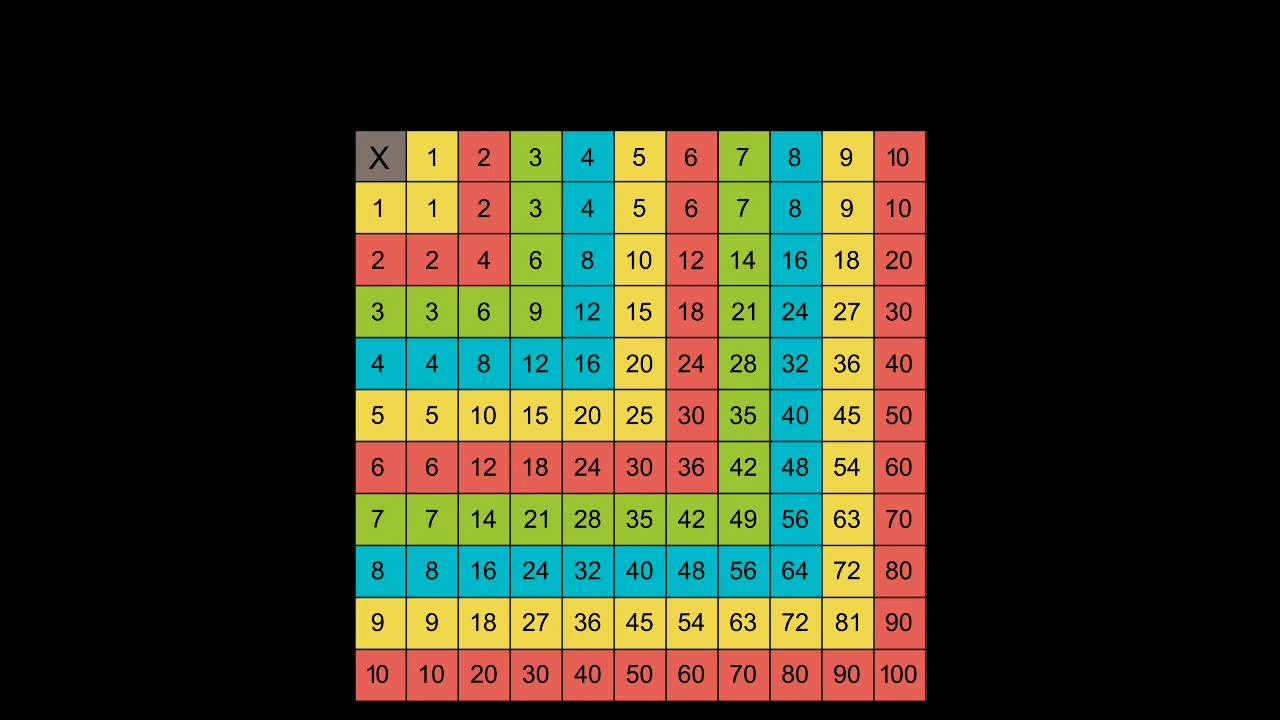 X 1 2 3 4 5 6 7 8 9 10
1 1 2 3 4 5 6 7 8 9 10
2 2 4 6 8 10 12 14 16 18 20
3 3 6 9 12 15 18 21 24 27 30
4 4 8 12 16 20 24 28 32 36 40
5 5 10 15 20 25 30 35 40 45 50
6 6 12 18 24 30 36 42 48 54 60
7 7 14 21 28 35 42 49 56 63 70
8 8 16 24 32 40 48 56 64 72 80
9 9 18 27 36 45 54 63 72 81 90
10 10 20 30 40 50 60 70 80 90 100